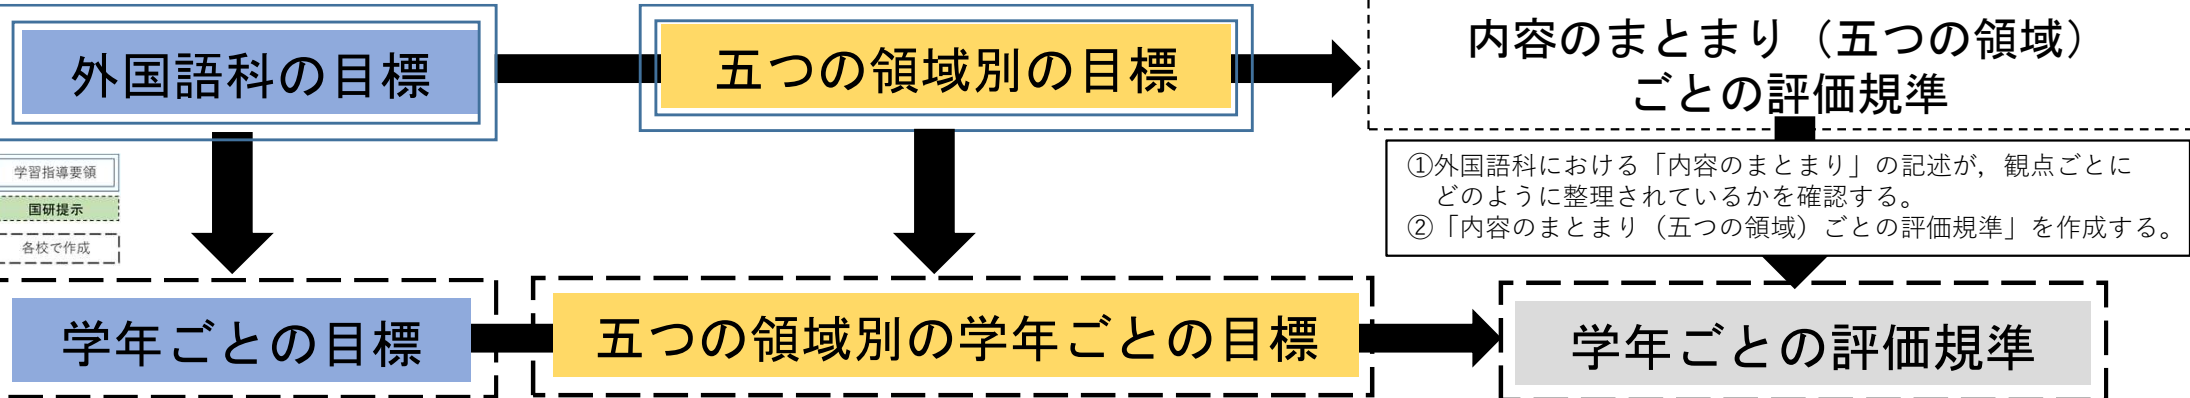 外国語科の目標
五つの領域別の目標
内容のまとまり（五つの領域）
ごとの評価規準
学習指導要領
国研提示
各校で作成
①外国語科における「内容のまとまり」の記述が，観点ごとに
どのように整理されているかを確認する。
②「内容のまとまり（五つの領域）ごとの評価規準」を作成する。
学年ごとの目標
五つの領域別の学年ごとの目標
学年ごとの評価規準